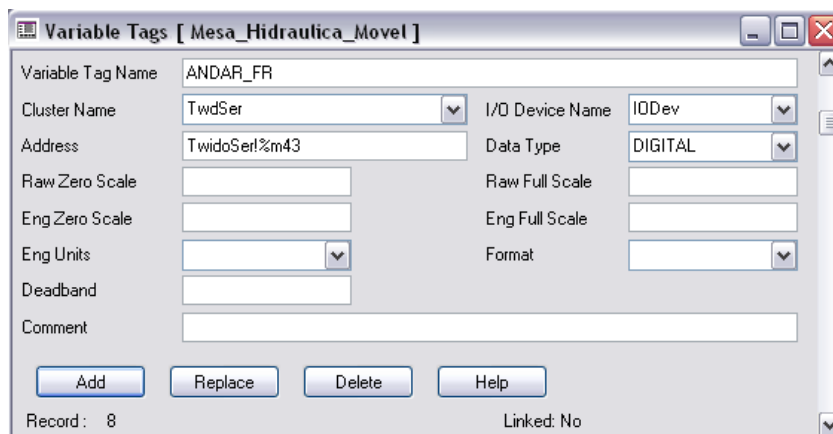 Variable Tags [ Mesa_Hidraulica_Movel ]
Variable Tag Name ANDAR_FR
Cluster Name TwdSer I/O Device Name IODev
Address TwidoSer!%m43 Data Type DIGITAL
Raw Zero Scale Raw Full Scale
Eng Zero Scale Eng Full Scale
Eng Units Format
Deadband
Comment
Add Replace Delete Help
Record : 8 Linked: No